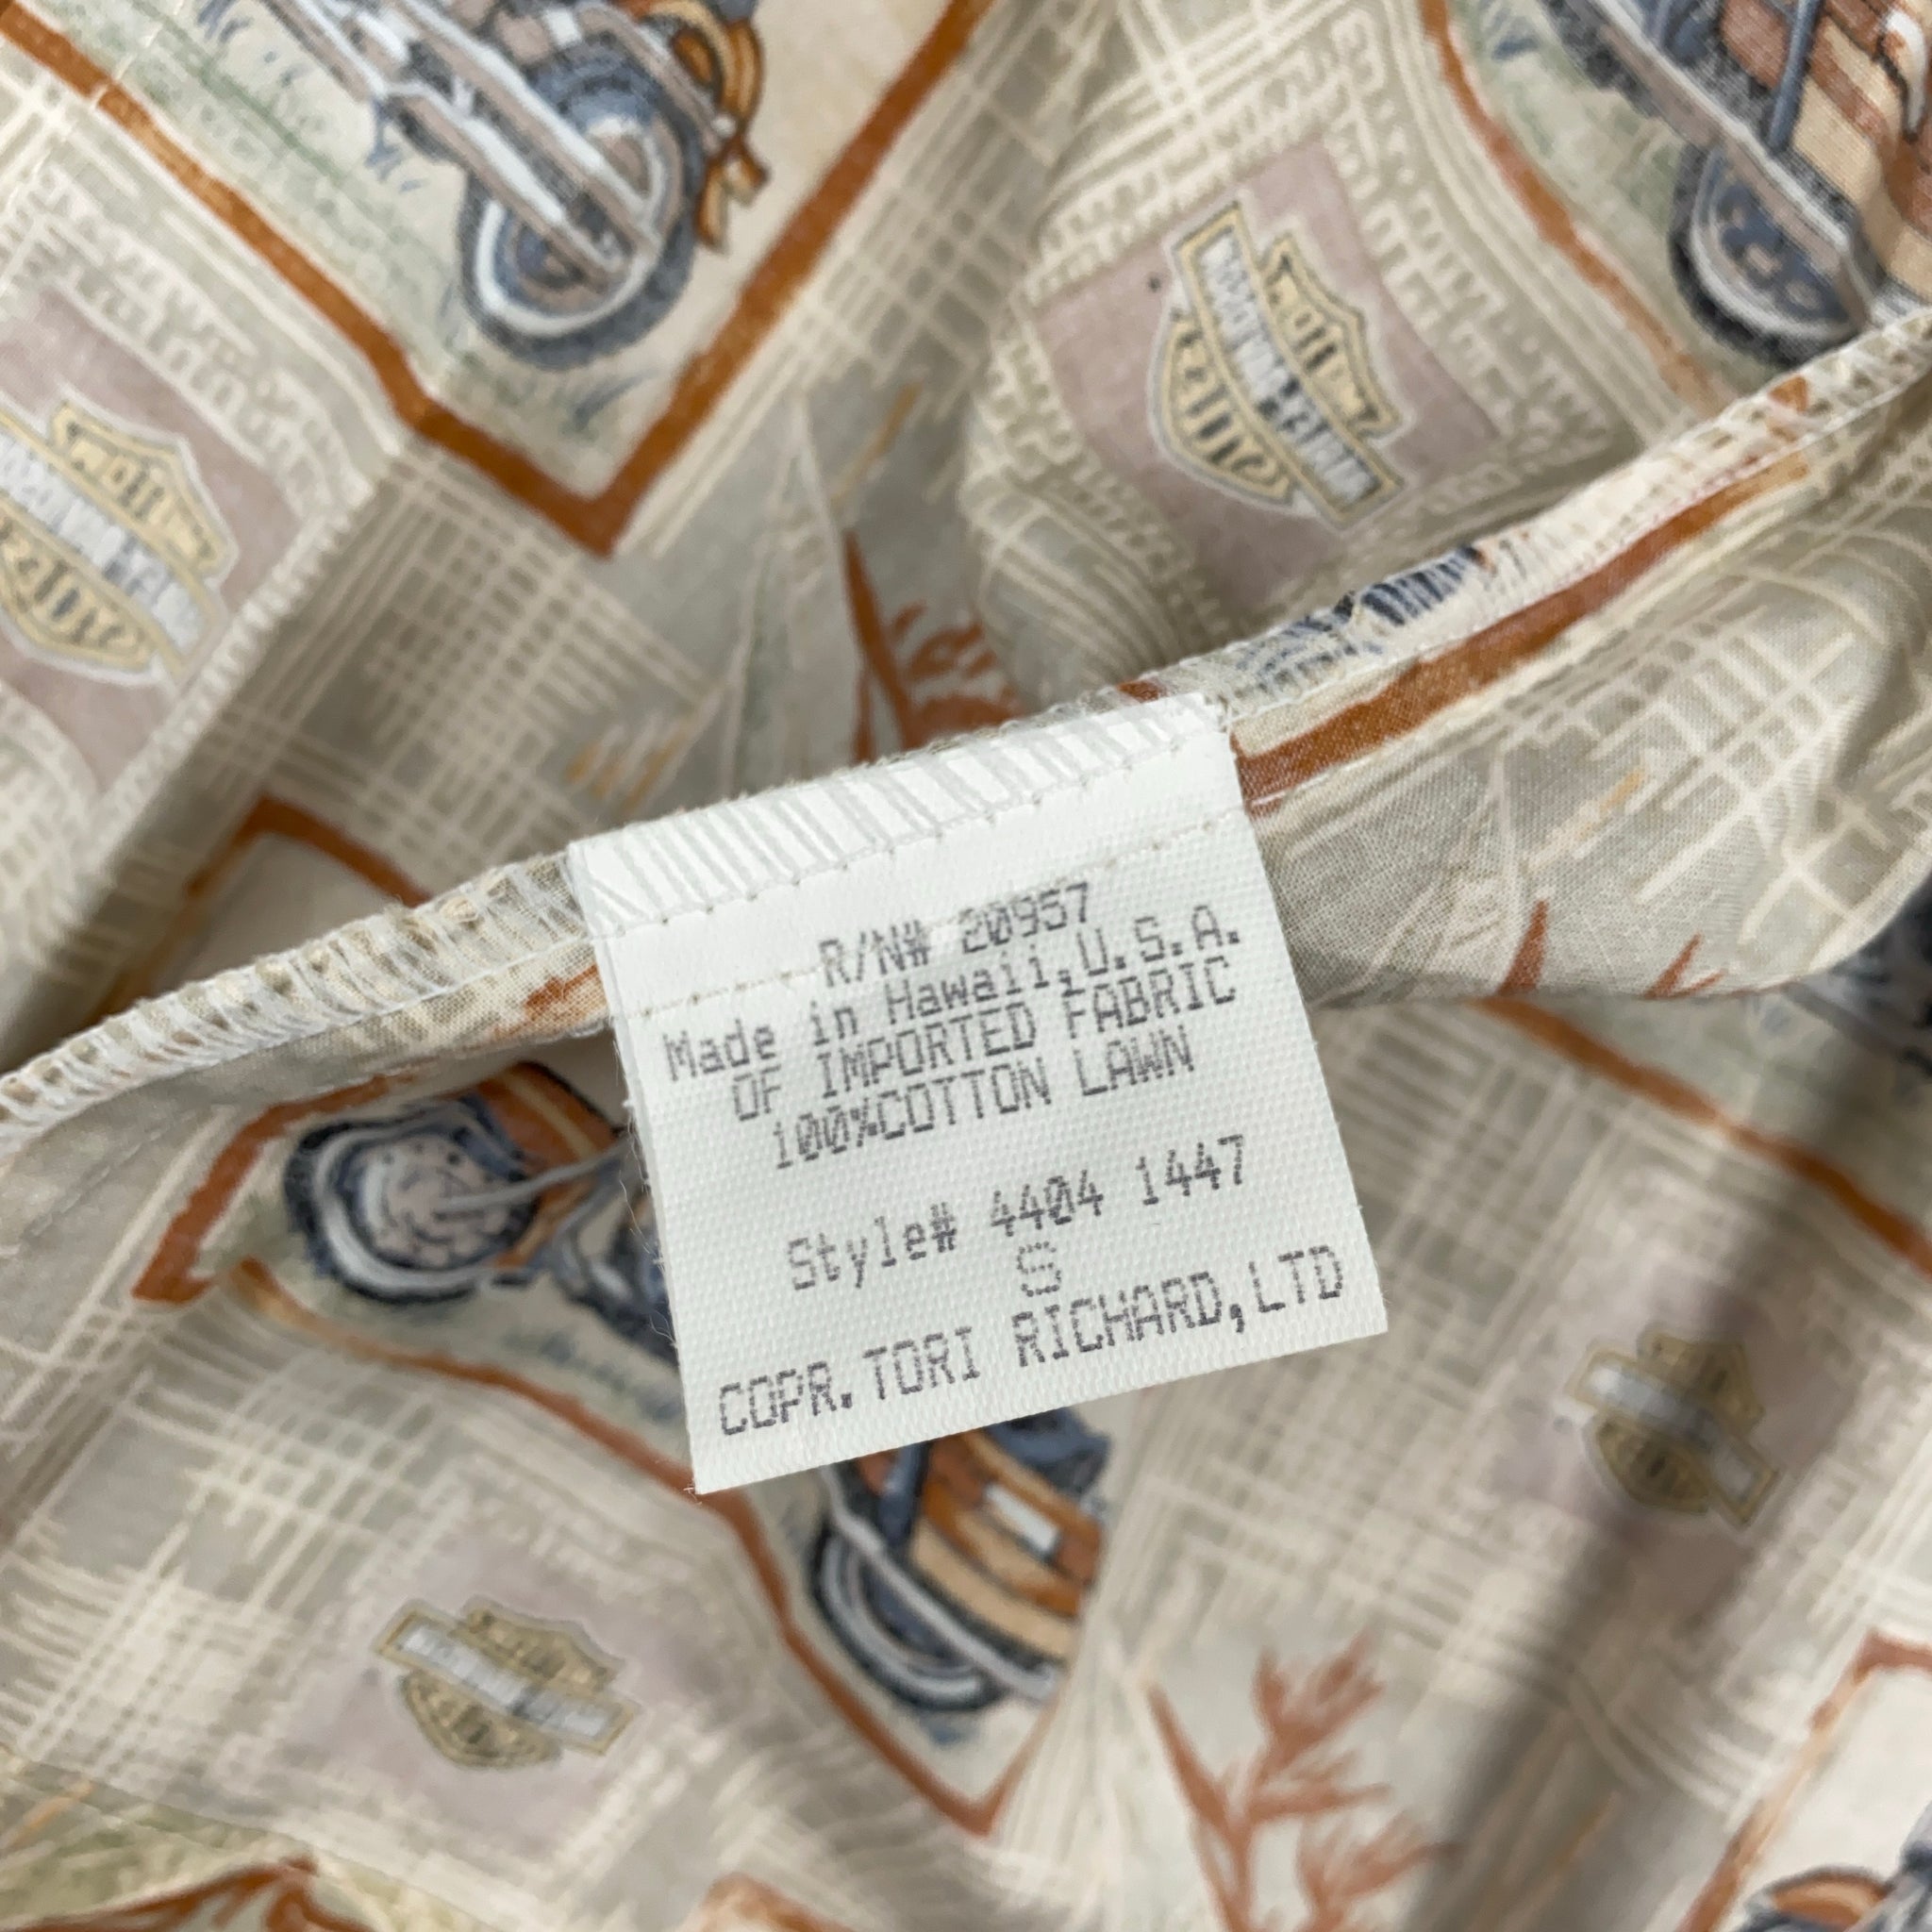 R/N# 20957
Made in Hawaii,U.S.A.
OF IMPORTED FABRIC
100%COTTON LAWN
Style# 4404 1447
S
COPR.TORI RICHARD,LTD